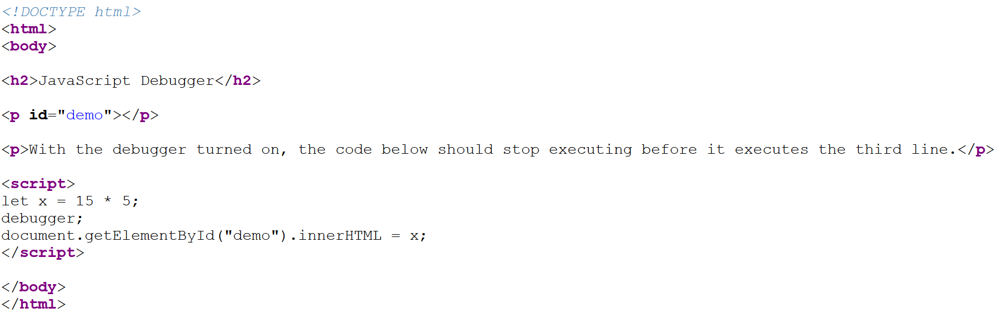 <!DOCTYPE html>
<html>
<body>
<h2>JavaScript Debugger</h2>
<p id="demo"></p>
<p>With the debugger turned on, the code below should stop executing before it executes the third line.</p>
<script>
let x = 15 * 5;
debugger;
document.getElementById("demo").innerHTML = x;
</script>
</body>
</html>